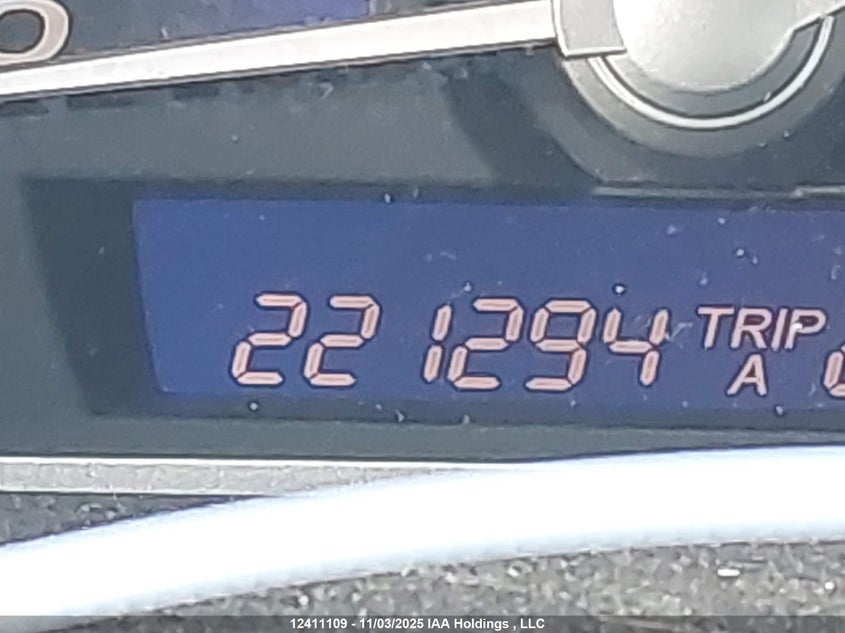 221294 TRIP A
12411109 - 11/03/2025 IAA Holdings , LLC